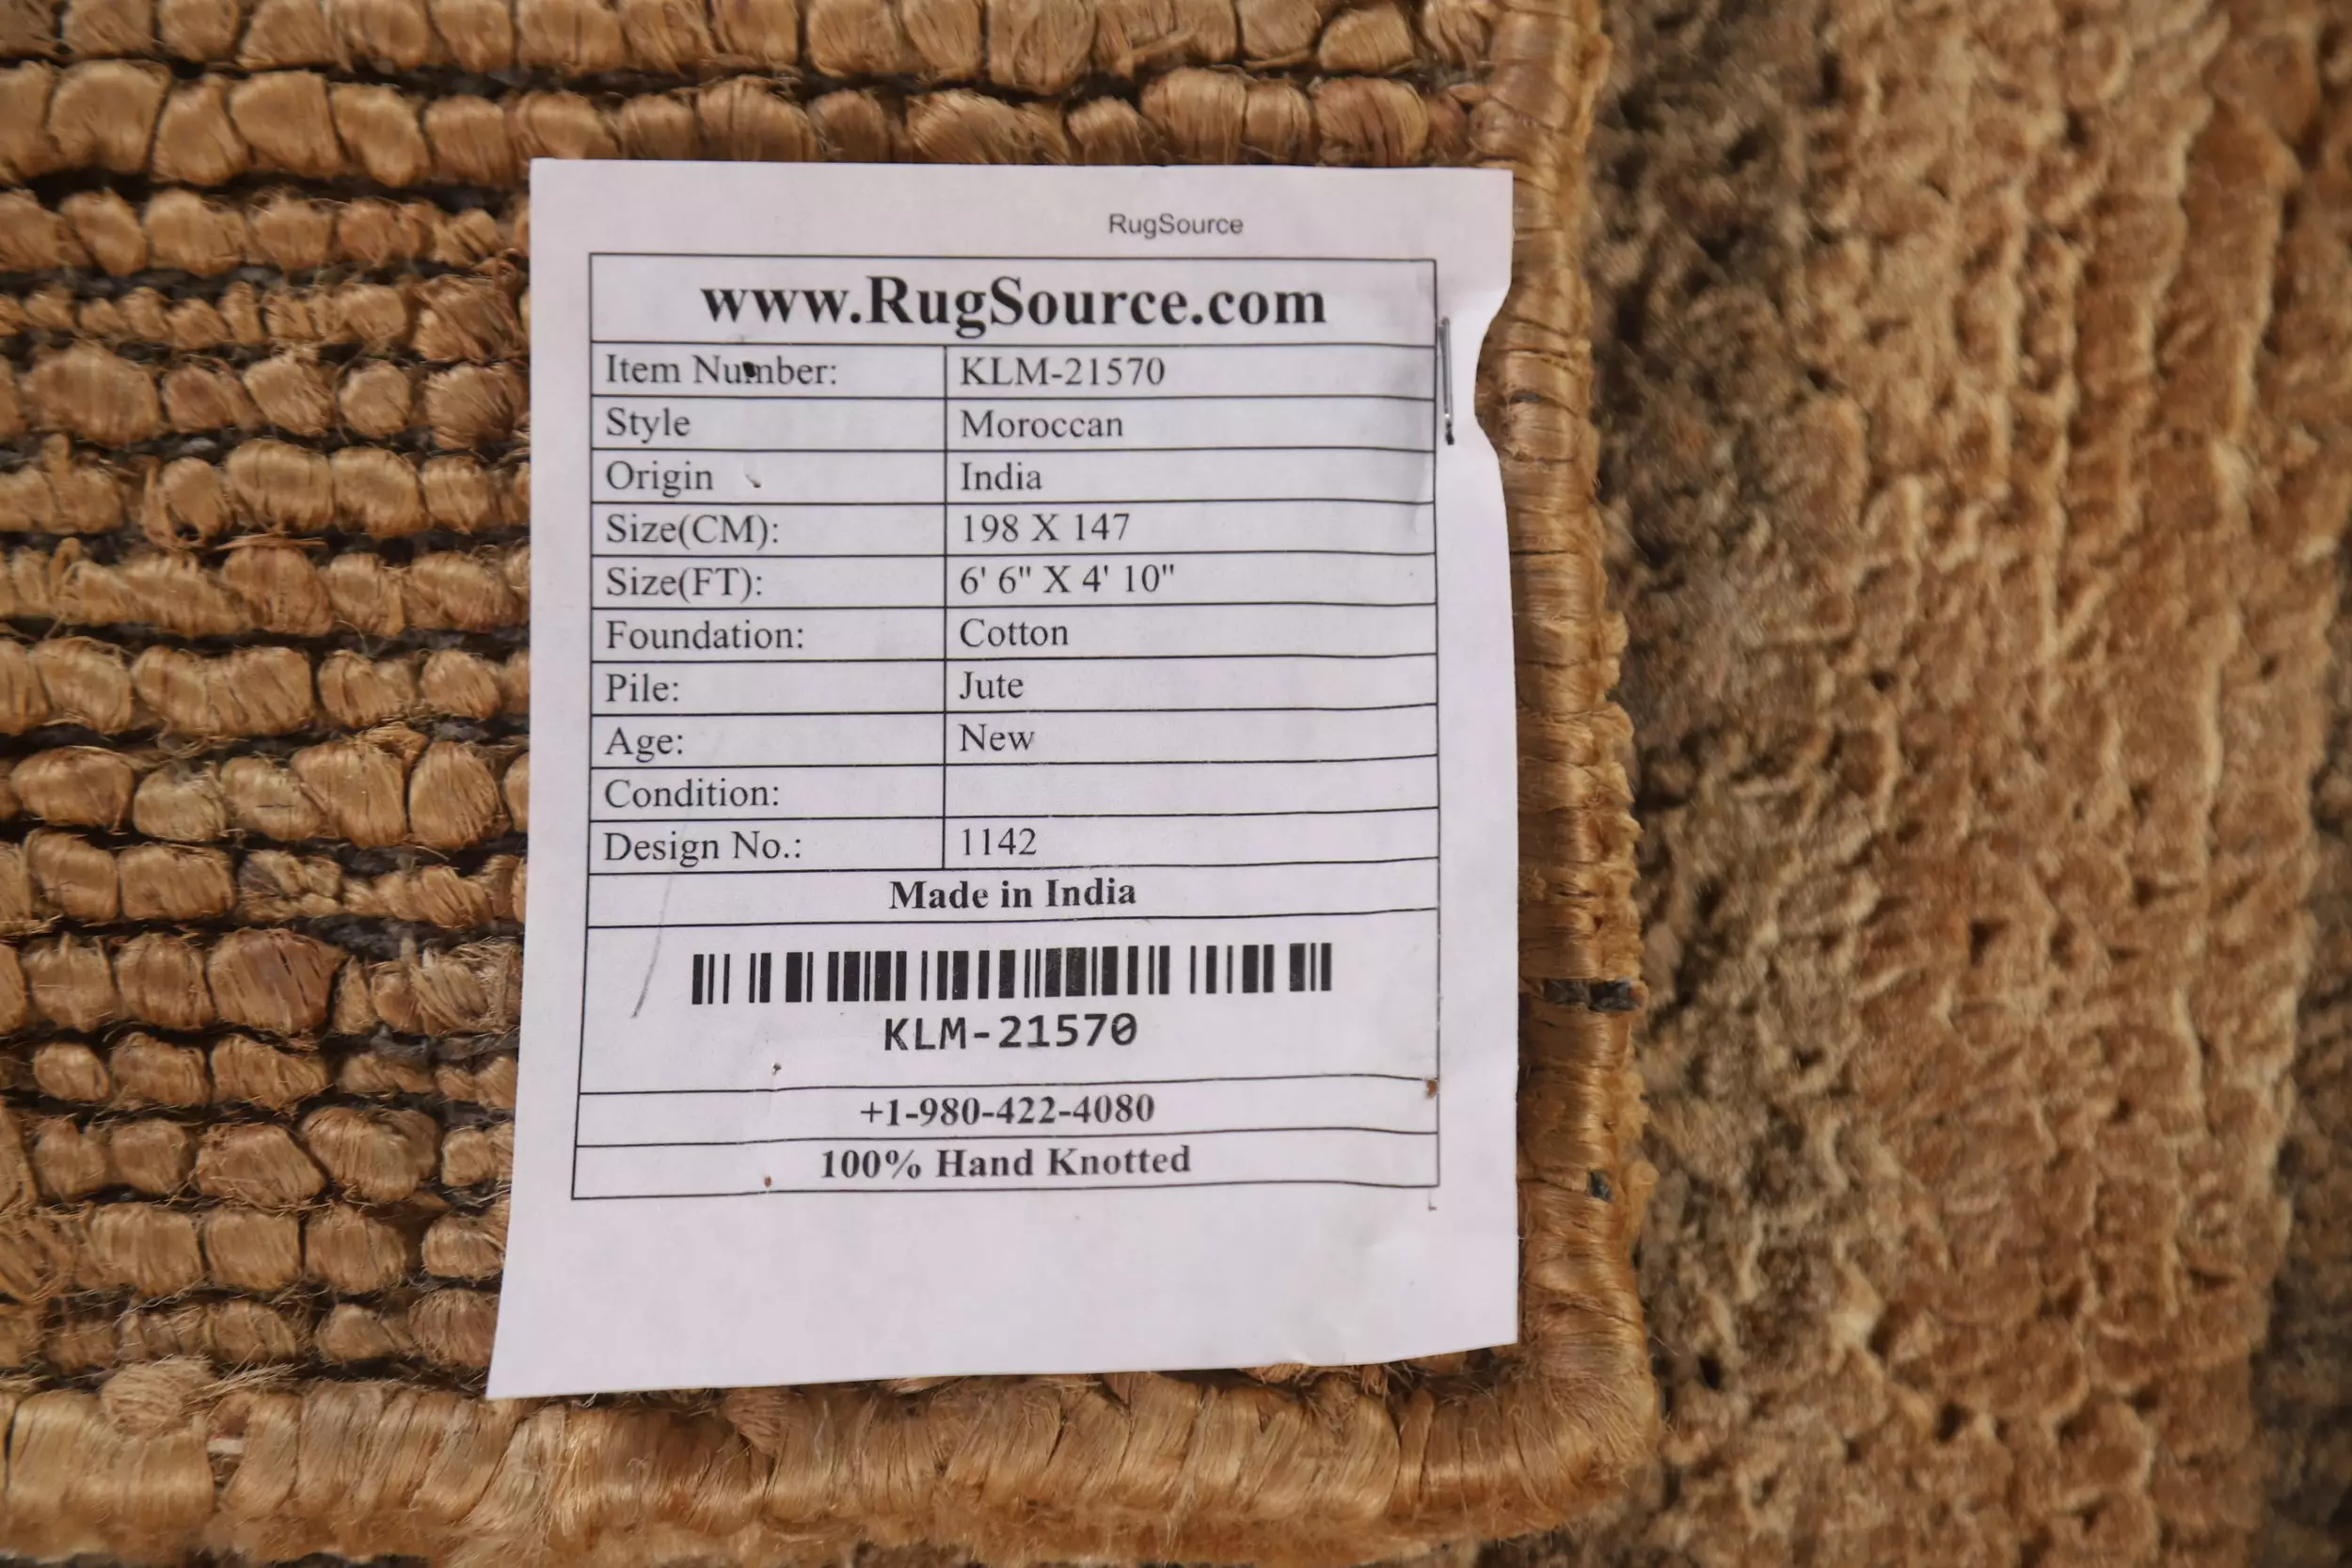 RugSource
www.RugSource.com
Item Number: KLM-21570
Style Moroccan
Origin India
Size(CM): 198 X 147
Size(FT): 6' 6" X 4' 10"
Foundation: Cotton
Pile: Jute
Age: New
Condition:
Design No.: 1142
Made in India
KLM-21570
+1-980-422-4080
100% Hand Knotted